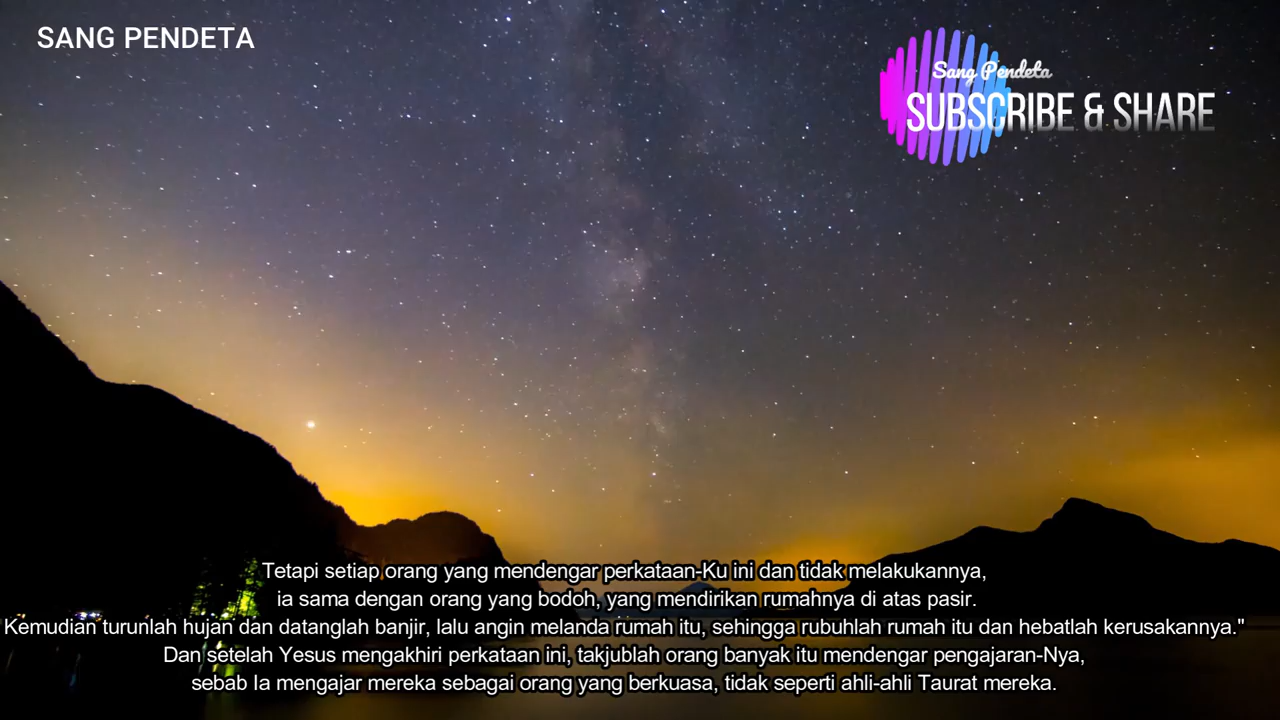 SANG PENDETA
Sang Pendeta
SUBSCRIBE & SHARE
Tetapi setiap orang yang mendengar perkataan-Ku ini dan tidak melakukannya,
ia sama dengan orang yang bodoh, yang mendirikan rumahnya di atas pasir.
Kemudian turunlah hujan dan datanglah banjir, lalu angin melanda rumah itu, sehingga rubuhlah rumah itu dan hebatlah kerusakannya."
Dan setelah Yesus mengakhiri perkataan ini, takjublah orang banyak itu mendengar pengajaran-Nya,
sebab Ia mengajar mereka sebagai orang yang berkuasa, tidak seperti ahli-ahli Taurat mereka.